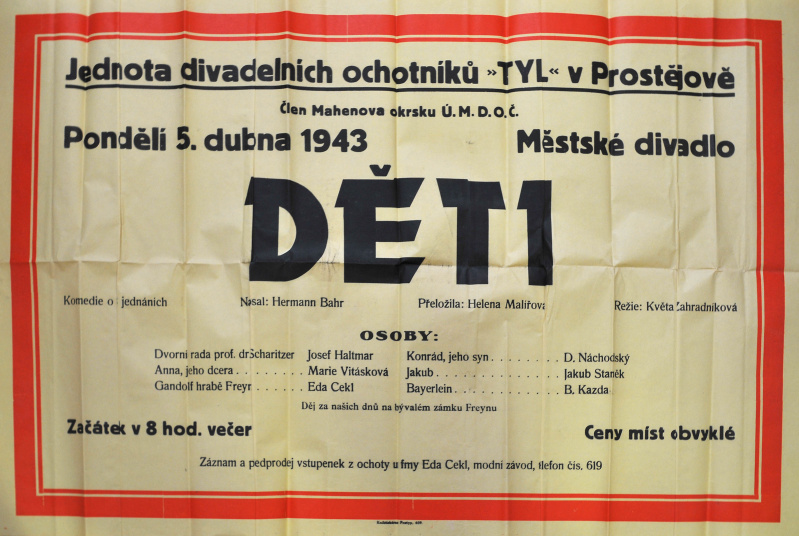 Jednota divadelních ochotníků »TYL« v Prostějově
Člen Mahenova okrsku Ú. M. D. O. Č.
Pondělí 5. dubna 1943 Městské divadlo
DĚTI
Komedie o jednáních Napsal: Hermann Bahr Přeložila: Helena Malířova Režie: Květa Zahradníková
OSOBY:
Dvorní rada prof. dr Scharitzer Josef Haltmar Konrád, jeho syn . . . . . . . . D. Náchodský
Anna, jeho dcera . . . . . . . . Marie Vitásková Jakub . . . . . . . . . . . . . . Jakub Staněk
Gandolf hrabě Freyn . . . . . . Eda Cekl Bayerlein . . . . . . . . . . . . B. Kazda
Děj za našich dnů na bývalém zámku Freynu
Začátek v 8 hod. večer Ceny míst obvyklé
Záznam a předprodej vstupenek z ochoty u fmy Eda Cekl, modní závod, telefon čís. 619